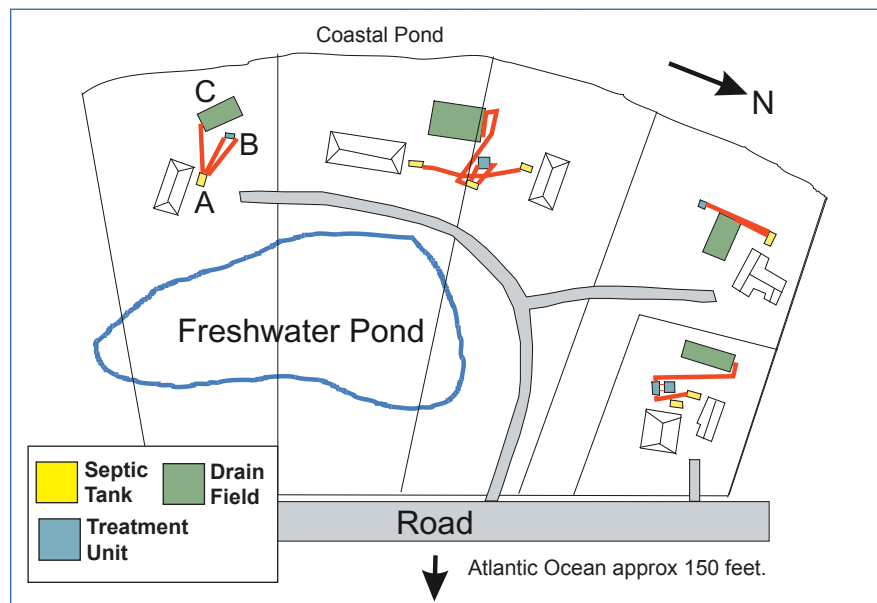 Coastal Pond
N
C
B
A
Freshwater Pond
Septic
Tank
Drain
Field
Treatment
Unit
Road
Atlantic Ocean approx 150 feet.